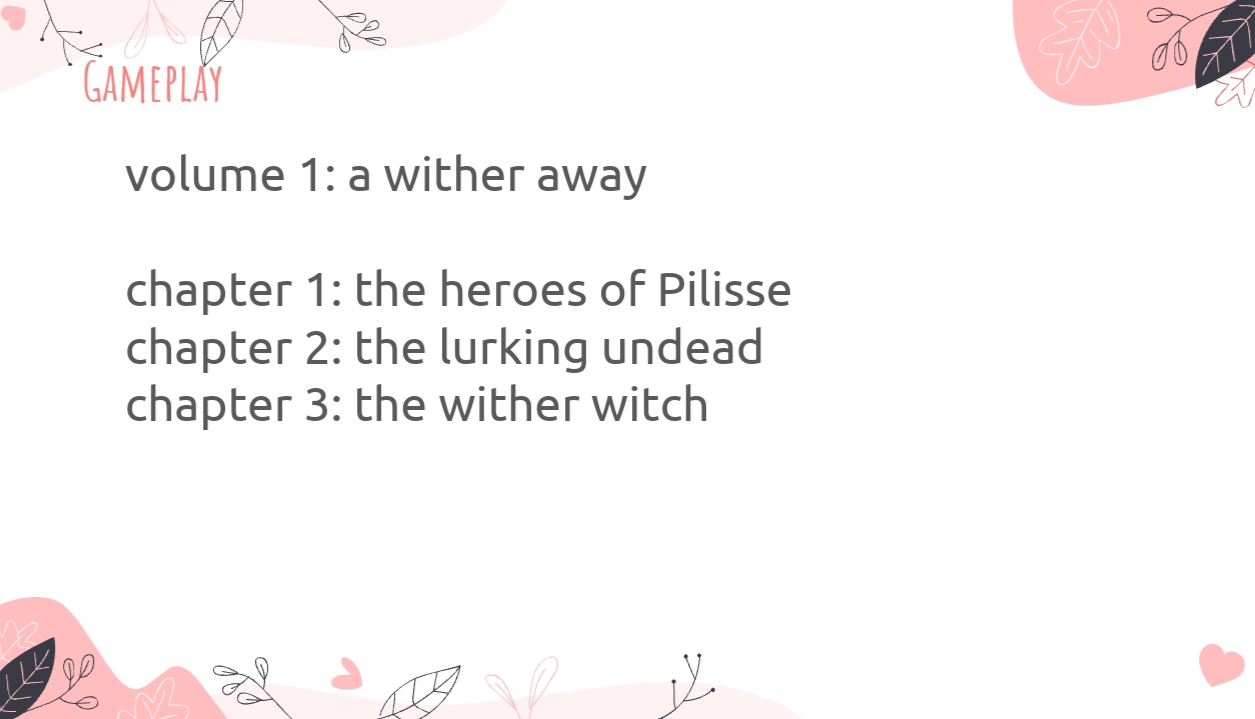 Gameplay
volume 1: a wither away
chapter 1: the heroes of Pilisse
chapter 2: the lurking undead
chapter 3: the wither witch